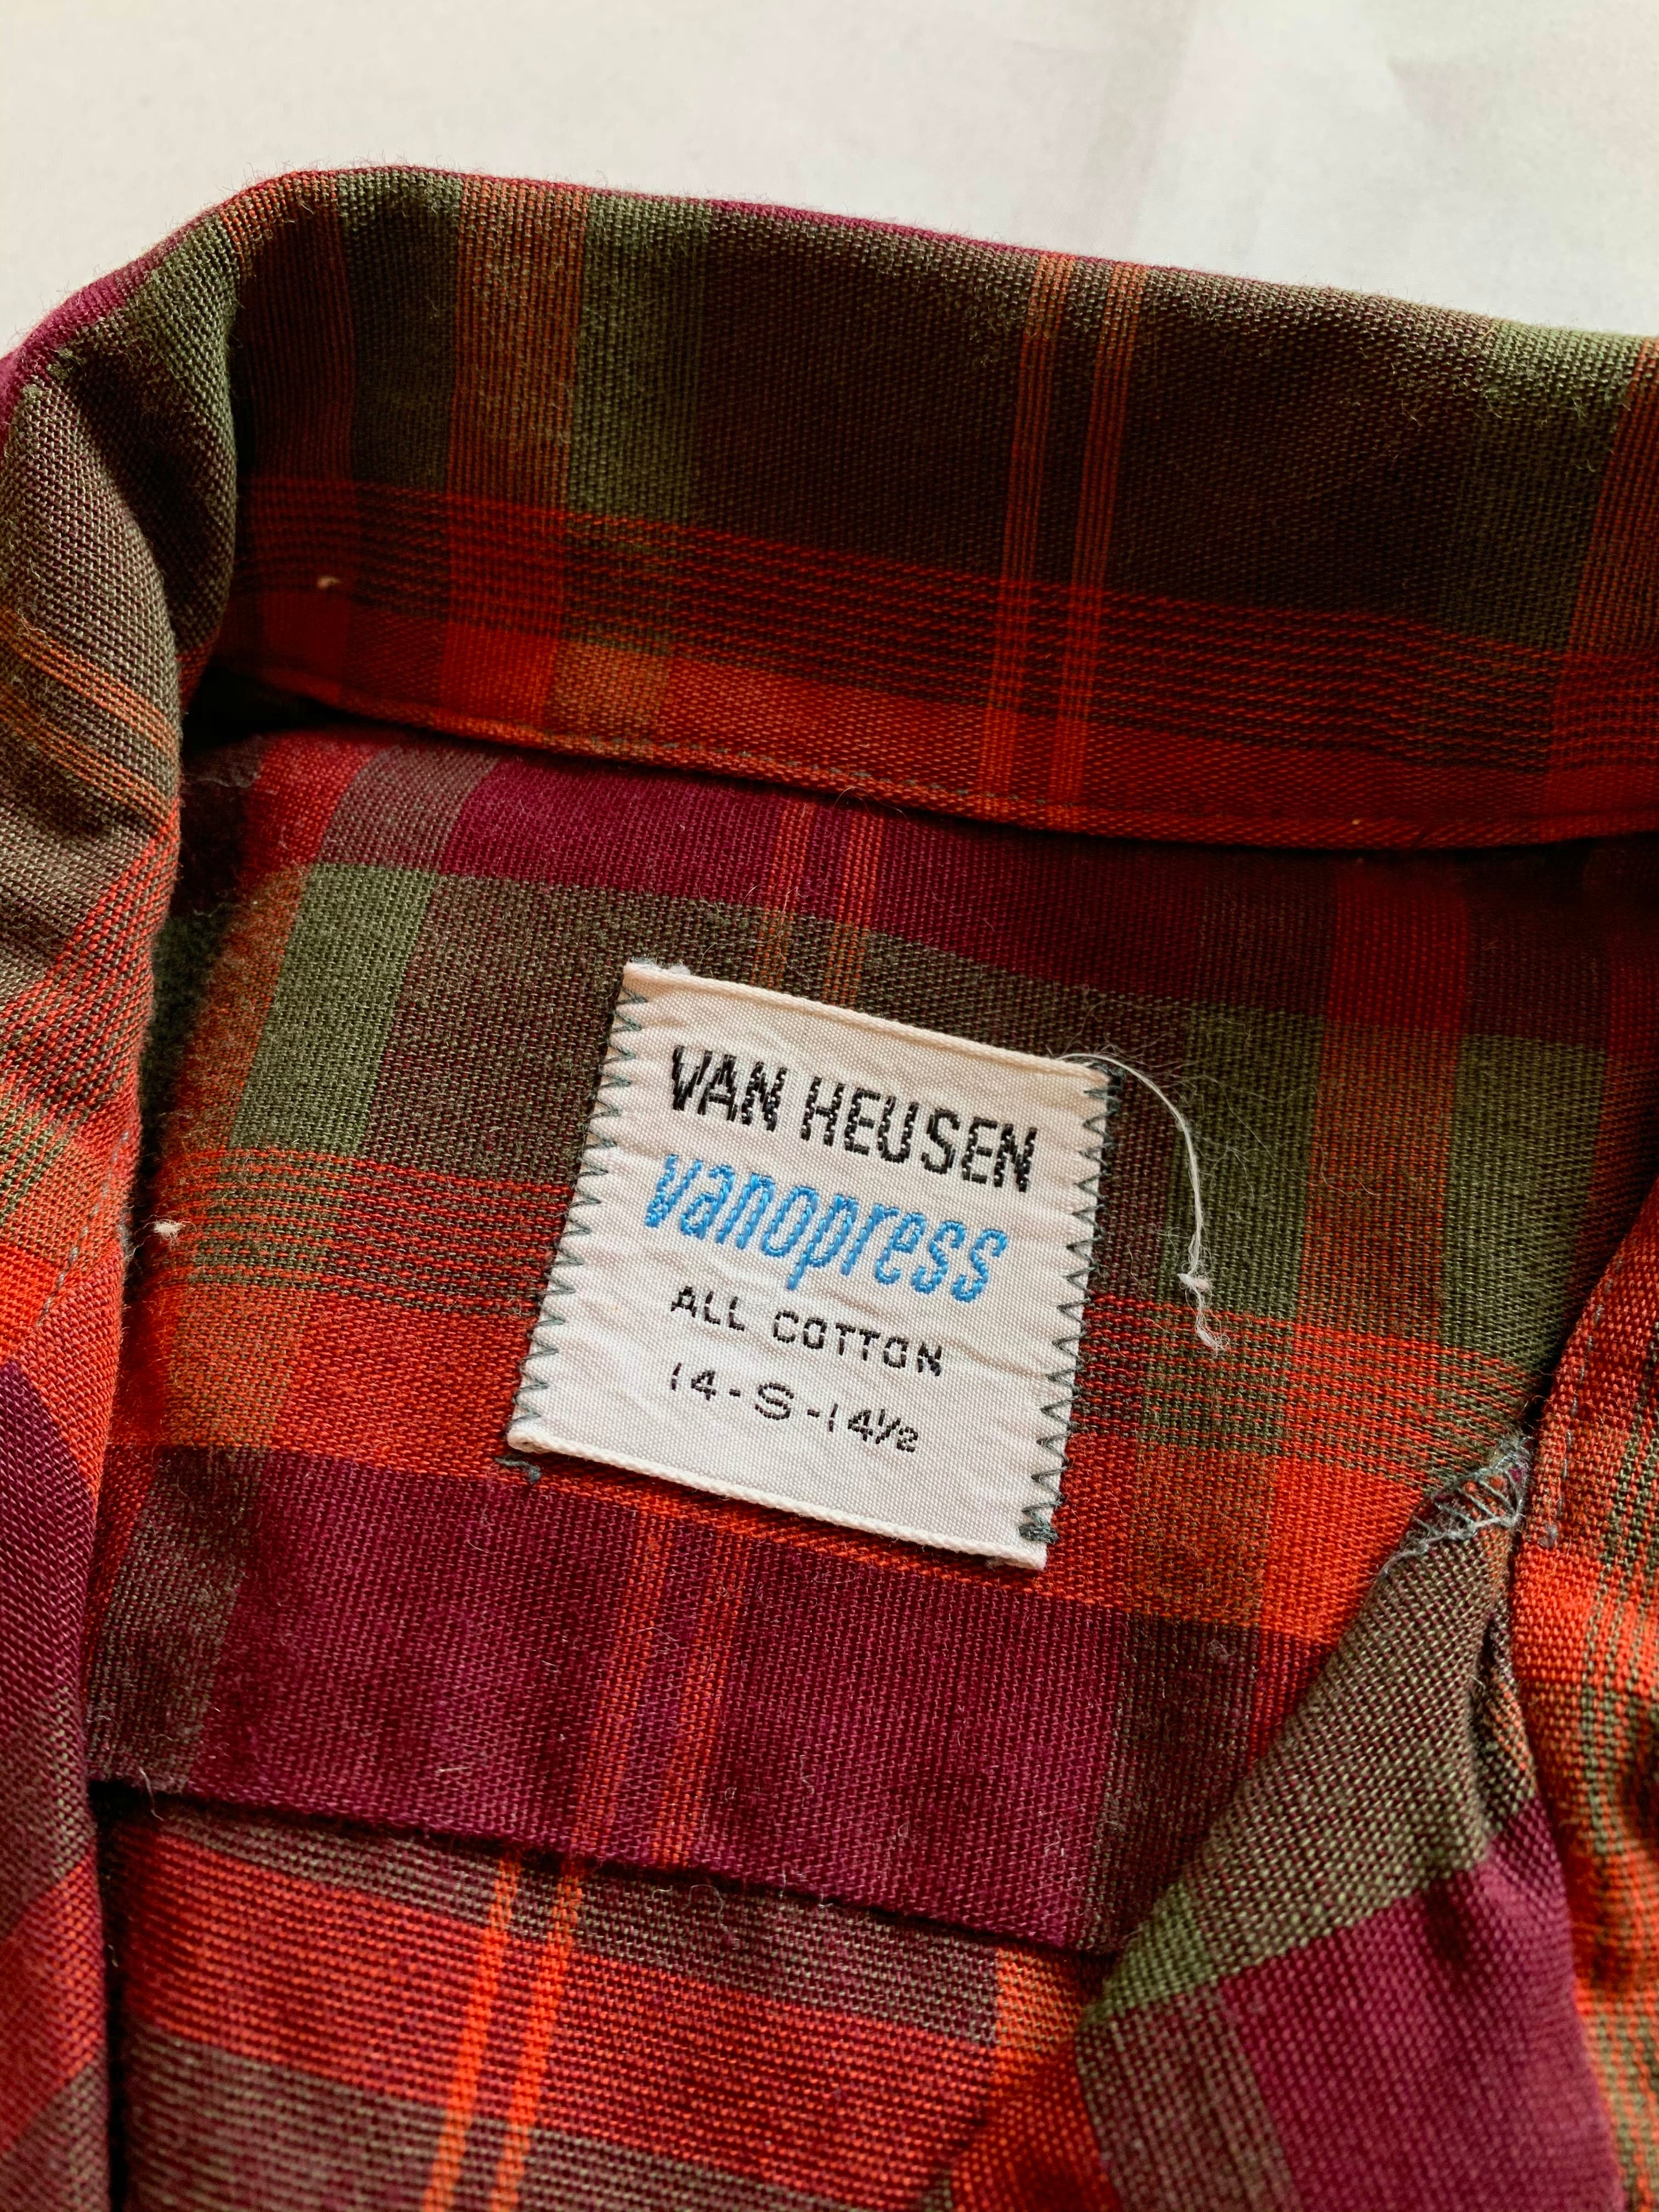 VAN HEUSEN
vanopress
ALL COTTON
14-S-14½